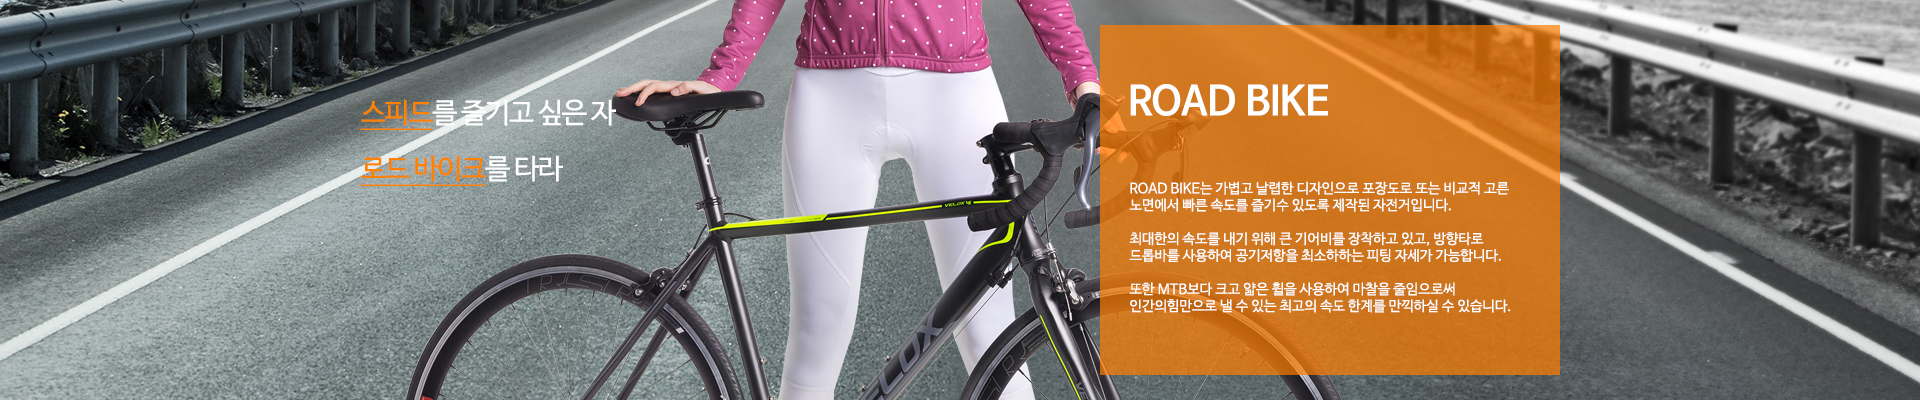 스피드를 즐기고 싶은 자
로드 바이크를 타라
ROAD BIKE
ROAD BIKE는 가볍고 날렵한 디자인으로 포장도로 또는 비교적 고른
노면에서 빠른 속도를 즐기수 있도록 제작된 자전거입니다.
최대한의 속도를 내기 위해 큰 기어비를 장착하고 있고, 방향타로
드롭바를 사용하여 공기저항을 최소하하는 피팅 자세가 가능합니다.
또한 MTB보다 크고 얇은 휠을 사용하여 마찰을 줄임으로써
인간의힘만으로 낼 수 있는 최고의 속도 한계를 만끽하실 수 있습니다.
VELOX
ELOX